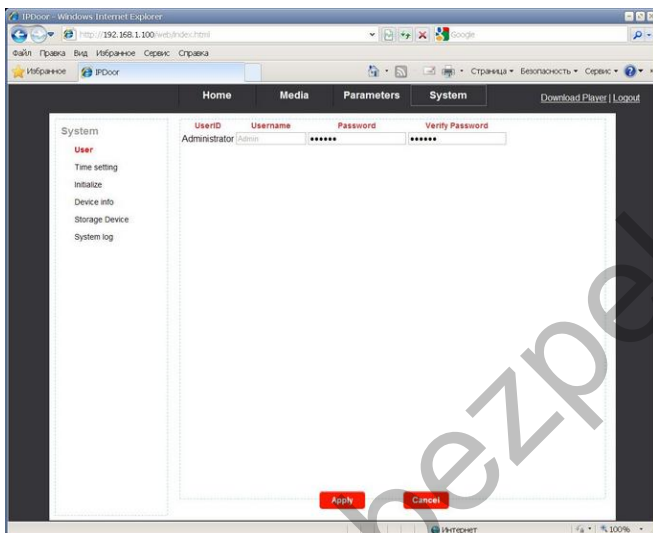 IPDoor - Windows Internet Explorer
http://192.168.1.100/web/index.html
Google
Файл Правка Вид Избранное Сервис Справка
Избранное IPDoor Страница Безопасность Сервис
Home Media Parameters System Download Player | Logout
System
User
Time setting
Initialize
Device info
Storage Device
System log
UserID Username Password Verify Password
Administrator Admin •••••• ••••••
Apply Cancel
Интернет 100%
bezpe